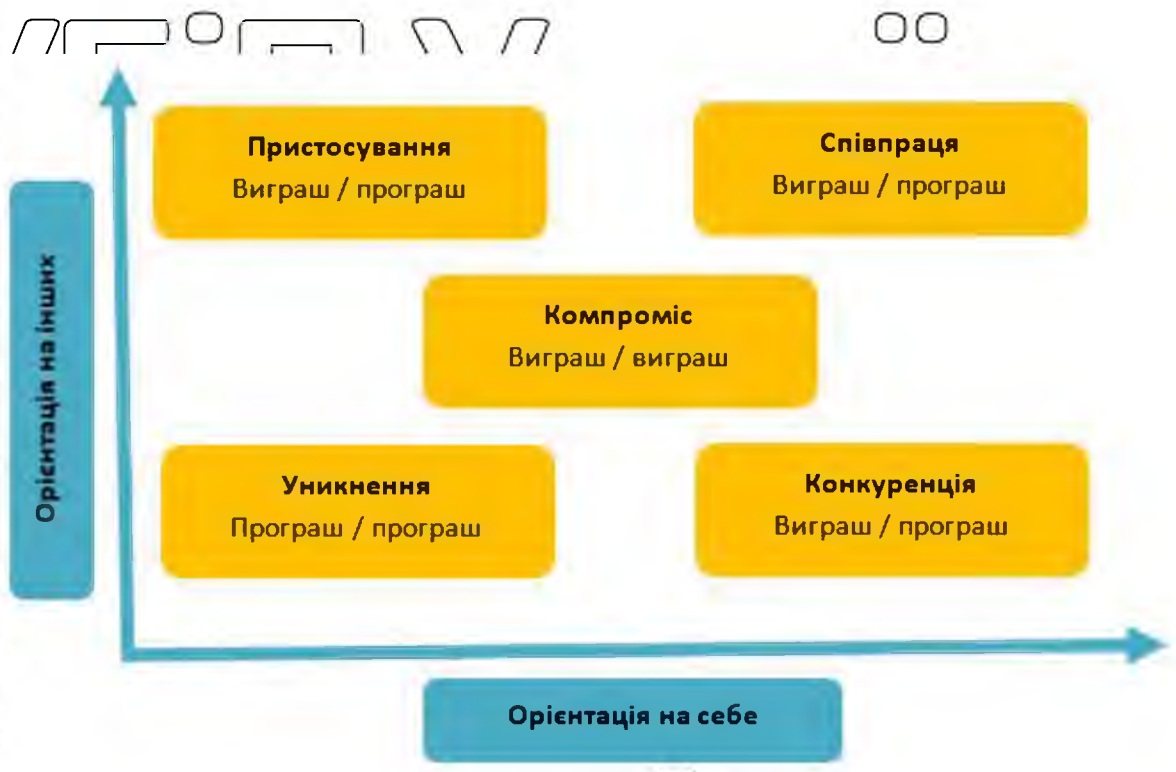 Пристосування
Виграш / програш
Співпраця
Виграш / програш
Компроміс
Виграш / виграш
Уникнення
Програш / програш
Конкуренція
Виграш / програш
Орієнтація на інших
Орієнтація на себе